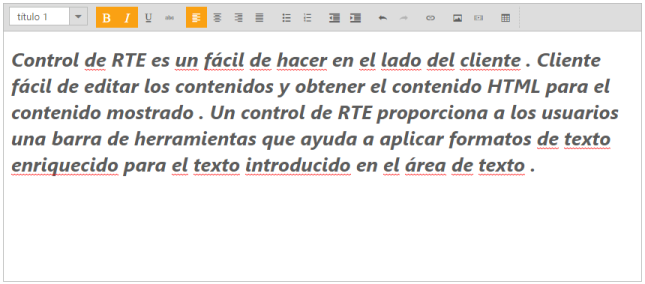 título 1 B I U abc
Control de RTE es un fácil de hacer en el lado del cliente . Cliente
fácil de editar los contenidos y obtener el contenido HTML para el
contenido mostrado . Un control de RTE proporciona a los usuarios
una barra de herramientas que ayuda a aplicar formatos de texto
enriquecido para el texto introducido en el área de texto .